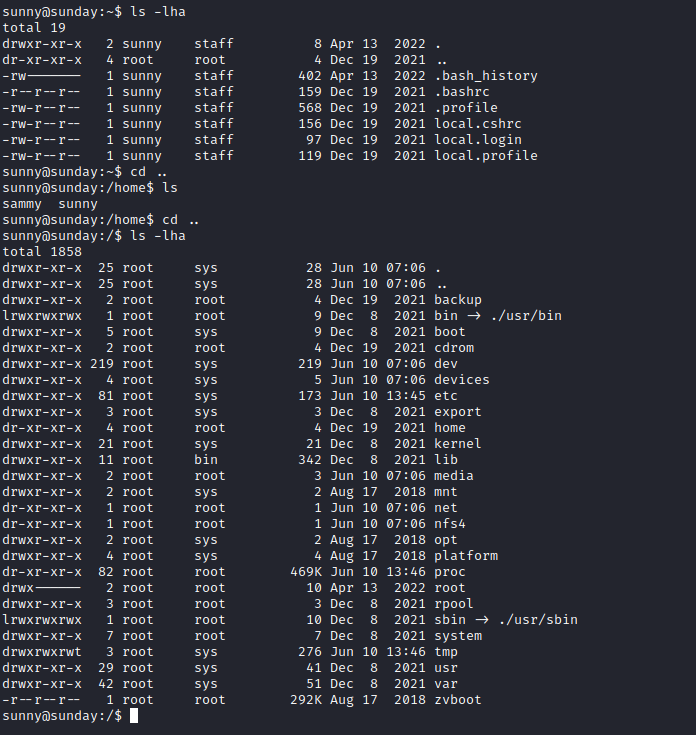 sunny@sunday:~$ ls -lha
total 19
drwxr-xr-x   2 sunny    staff          8 Apr 13  2022 .
dr-xr-xr-x   4 root     root           4 Dec 19  2021 ..
-rw-------   1 sunny    staff        402 Apr 13  2022 .bash_history
-r--r--r--   1 sunny    staff        159 Dec 19  2021 .bashrc
-rw-r--r--   1 sunny    staff        568 Dec 19  2021 .profile
-rw-r--r--   1 sunny    staff        156 Dec 19  2021 local.cshrc
-rw-r--r--   1 sunny    staff         97 Dec 19  2021 local.login
-rw-r--r--   1 sunny    staff        119 Dec 19  2021 local.profile
sunny@sunday:~$ cd ..
sunny@sunday:/home$ ls
sammy  sunny
sunny@sunday:/home$ cd ..
sunny@sunday:/$ ls -lha
total 1858
drwxr-xr-x  25 root     sys           28 Jun 10 07:06 .
drwxr-xr-x  25 root     sys           28 Jun 10 07:06 ..
drwxr-xr-x   2 root     root           4 Dec 19  2021 backup
lrwxrwxrwx   1 root     root           9 Dec  8  2021 bin -> ./usr/bin
drwxr-xr-x   5 root     sys            9 Dec  8  2021 boot
drwxr-xr-x   2 root     root           4 Dec 19  2021 cdrom
drwxr-xr-x 219 root     sys          219 Jun 10 07:06 dev
drwxr-xr-x   4 root     sys            5 Jun 10 07:06 devices
drwxr-xr-x  81 root     sys          173 Jun 10 13:45 etc
drwxr-xr-x   3 root     sys            3 Dec  8  2021 export
dr-xr-xr-x   4 root     root           4 Dec 19  2021 home
drwxr-xr-x  21 root     sys           21 Dec  8  2021 kernel
drwxr-xr-x  11 root     bin          342 Dec  8  2021 lib
drwxr-xr-x   2 root     root           3 Jun 10 07:06 media
drwxr-xr-x   2 root     sys            2 Aug 17  2018 mnt
dr-xr-xr-x   1 root     root           1 Jun 10 07:06 net
dr-xr-xr-x   1 root     root           1 Jun 10 07:06 nfs4
drwxr-xr-x   2 root     sys            2 Aug 17  2018 opt
drwxr-xr-x   4 root     sys            4 Aug 17  2018 platform
dr-xr-xr-x  82 root     root        469K Jun 10 13:46 proc
drwx------   2 root     root          10 Apr 13  2022 root
drwxr-xr-x   3 root     root           3 Dec  8  2021 rpool
lrwxrwxrwx   1 root     root          10 Dec  8  2021 sbin -> ./usr/sbin
drwxr-xr-x   7 root     root           7 Dec  8  2021 system
drwxrwxrwt   3 root     sys          276 Jun 10 13:46 tmp
drwxr-xr-x  29 root     sys           41 Dec  8  2021 usr
drwxr-xr-x  42 root     sys           51 Dec  8  2021 var
-r--r--r--   1 root     root        292K Aug 17  2018 zvboot
sunny@sunday:/$